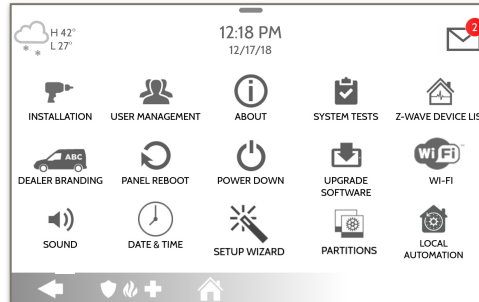 H 42°
L 27°
12:18 PM
12/17/18
2
INSTALLATION
USER MANAGEMENT
ABOUT
SYSTEM TESTS
Z-WAVE DEVICE LIS
ABC
DEALER BRANDING
PANEL REBOOT
POWER DOWN
UPGRADE
SOFTWARE
Wi Fi
WI-FI
SOUND
DATE & TIME
SETUP WIZARD
PARTITIONS
LOCAL
AUTOMATION